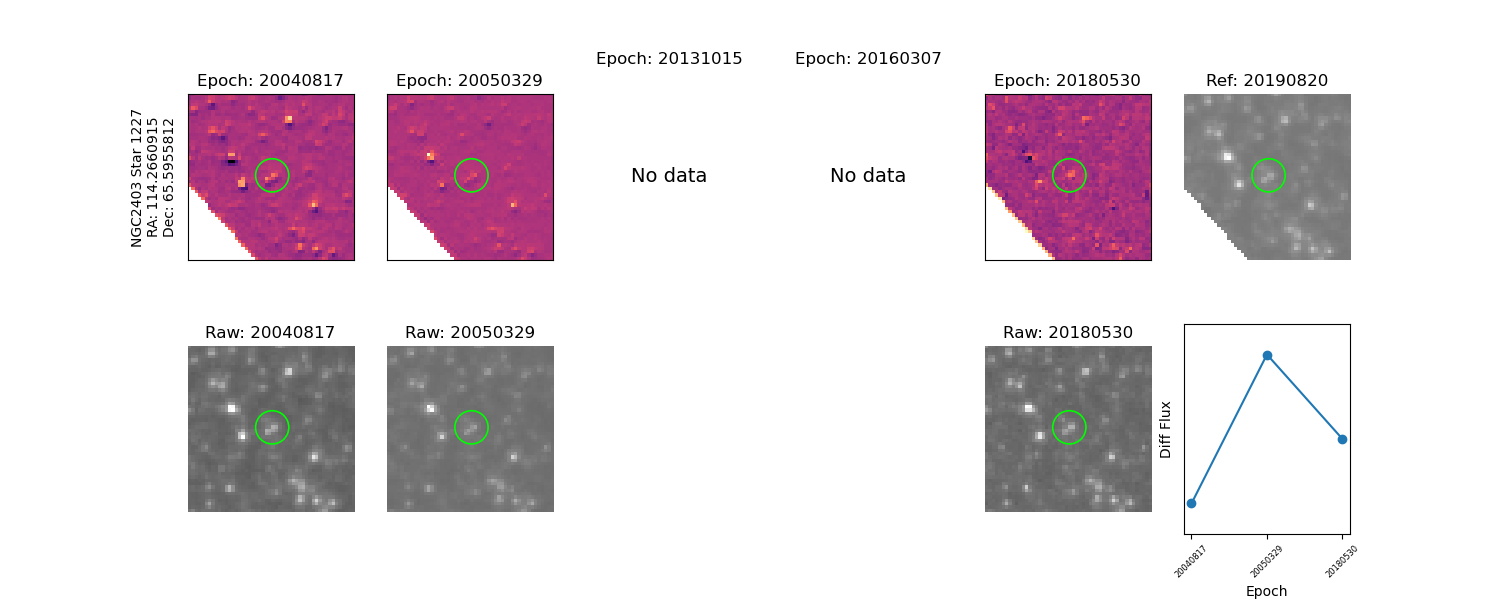 Epoch: 20131015
Epoch: 20160307
Epoch: 20040817
Epoch: 20050329
Epoch: 20180530
Ref: 20190820
NGC2403 Star 1227
RA: 114.2660915
Dec: 65.5955812
No data
No data
Raw: 20040817
Raw: 20050329
Raw: 20180530
Diff Flux
20040817
20050329
20180530
Epoch